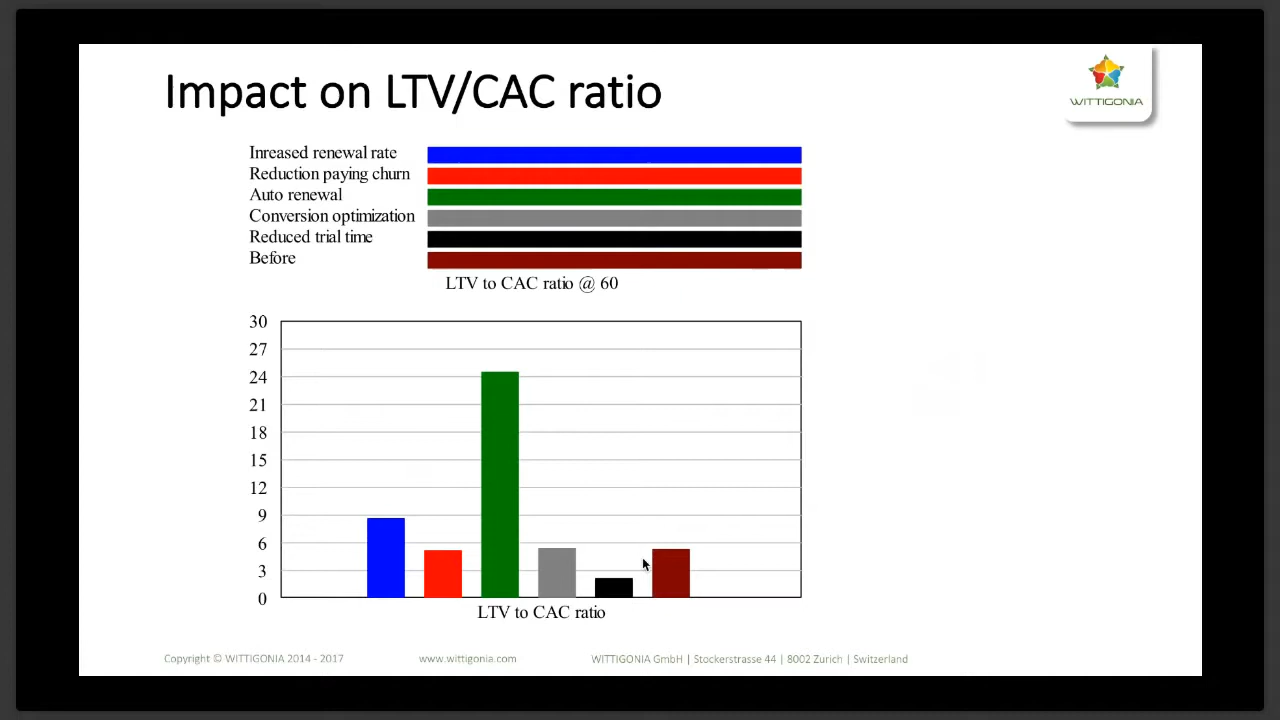 Impact on LTV/CAC ratio
WITTIGONIA
Inreased renewal rate
Reduction paying churn
Auto renewal
Conversion optimization
Reduced trial time
Before
LTV to CAC ratio @ 60
30
27
24
21
18
15
12
9
6
3
0
LTV to CAC ratio
Copyright © WITTIGONIA 2014 - 2017
www.wittigonia.com
WITTIGONIA GmbH | Stockerstrasse 44 | 8002 Zurich | Switzerland